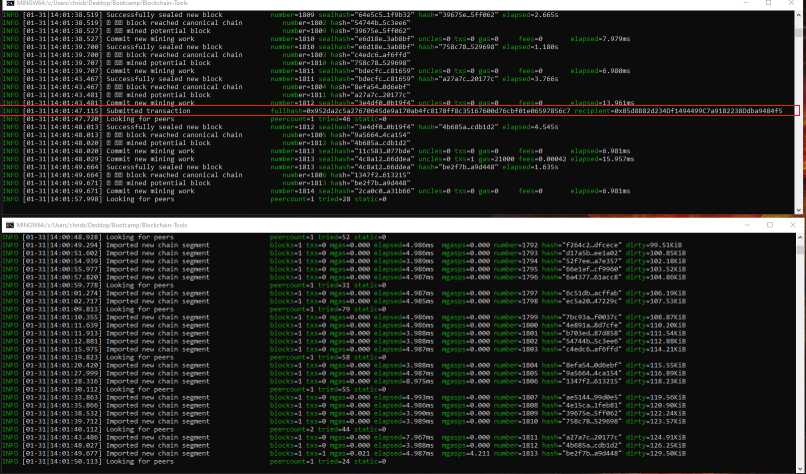 MINGW64:/c/Users/chrisb/Desktop/Bootcamp/Blockchain-Tools
INFO [01-31|14:01:38.519] Successfully sealed new block number=1809 sealhash="64e5c5…1f9b32" hash="39675e…5ff062" elapsed=2.665s
INFO [01-31|14:01:38.519] block reached canonical chain number=1802 hash="54744b…5c3ee6"
INFO [01-31|14:01:38.519] mined potential block number=1809 hash="39675e…5ff062"
INFO [01-31|14:01:38.527] Commit new mining work number=1810 sealhash="6d18e…3ab8bf" uncles=0 txs=0 gas=0 fees=0 elapsed=7.979ms
INFO [01-31|14:01:39.700] Successfully sealed new block number=1810 sealhash="6d18e…3ab8bf" hash="758c78…529698" elapsed=1.180s
INFO [01-31|14:01:39.700] block reached canonical chain number=1803 hash="c4edc6…af6ffd"
INFO [01-31|14:01:39.707] mined potential block number=1810 hash="758c78…529698"
INFO [01-31|14:01:39.707] Commit new mining work number=1811 sealhash="bdecfc…c81659" uncles=0 txs=0 gas=0 fees=0 elapsed=6.980ms
INFO [01-31|14:01:43.467] Successfully sealed new block number=1811 sealhash="bdecfc…c81659" hash="a27a7c…20177c" elapsed=3.766s
INFO [01-31|14:01:43.467] block reached canonical chain number=1804 hash="8efa54…0d6ebf"
INFO [01-31|14:01:43.481] mined potential block number=1811 hash="a27a7c…20177c"
INFO [01-31|14:01:43.481] Commit new mining work number=1812 sealhash="3e4df0…0b19f4" uncles=0 txs=0 gas=0 fees=0 elapsed=13.961ms
INFO [01-31|14:01:47.115] Submitted transaction
INFO [01-31|14:01:47.720] Looking for peers peercount=1 tried=46 static=0
INFO [01-31|14:01:48.013] Successfully sealed new block number=1812 sealhash="3e4df0…0b19f4" hash="4b685a…cdb1d2" elapsed=4.545s
INFO [01-31|14:01:48.013] block reached canonical chain number=1805 hash="9a5664…4ca154"
INFO [01-31|14:01:48.020] mined potential block number=1812 hash="4b685a…cdb1d2"
INFO [01-31|14:01:48.020] Commit new mining work number=1813 sealhash="11c583…077bde" uncles=0 txs=0 gas=0 fees=0 elapsed=6.981ms
INFO [01-31|14:01:48.029] Commit new mining work number=1813 sealhash="4c8a12…66ddea" uncles=0 txs=1 gas=21000 fees=0.00042 elapsed=15.957ms
INFO [01-31|14:01:49.664] Successfully sealed new block number=1813 sealhash="4c8a12…66ddea" hash="be2f7b…a9d448" elapsed=1.635s
INFO [01-31|14:01:49.664] block reached canonical chain number=1806 hash="1347f2…613215"
INFO [01-31|14:01:49.671] mined potential block number=1813 hash="be2f7b…a9d448"
INFO [01-31|14:01:49.671] Commit new mining work number=1814 sealhash="2ca0c0…a31b66" uncles=0 txs=0 gas=0 fees=0 elapsed=6.981ms
INFO [01-31|14:01:57.998] Looking for peers peercount=1 tried=28 static=0
MINGW64:/c/Users/chrisb/Desktop/Bootcamp/Blockchain-Tools
INFO [01-31|14:00:48.928] Looking for peers peercount=1 tried=52 static=0
INFO [01-31|14:00:49.294] Imported new chain segment blocks=1 txs=0 mgas=0.000 elapsed=4.986ms mgasps=0.000 number=1792 hash="f264c2…dfcece" dirty=99.51KiB
INFO [01-31|14:00:51.602] Imported new chain segment blocks=1 txs=0 mgas=0.000 elapsed=4.985ms mgasps=0.000 number=1793 hash="d17a5b…ee1a02" dirty=100.85KiB
INFO [01-31|14:00:54.939] Imported new chain segment blocks=1 txs=0 mgas=0.000 elapsed=4.985ms mgasps=0.000 number=1794 hash="52f7ee…a7e357" dirty=102.18KiB
INFO [01-31|14:00:55.977] Imported new chain segment blocks=1 txs=0 mgas=0.000 elapsed=4.986ms mgasps=0.000 number=1795 hash="66e1af…cf9960" dirty=103.52KiB
INFO [01-31|14:00:57.820] Imported new chain segment blocks=1 txs=0 mgas=0.000 elapsed=4.986ms mgasps=0.000 number=1796 hash="6a4377…61acc8" dirty=104.86KiB
INFO [01-31|14:00:59.778] Looking for peers peercount=1 tried=31 static=0
INFO [01-31|14:01:01.274] Imported new chain segment blocks=1 txs=0 mgas=0.000 elapsed=4.987ms mgasps=0.000 number=1797 hash="6c51db…acffab" dirty=106.19KiB
INFO [01-31|14:01:02.717] Imported new chain segment blocks=1 txs=0 mgas=0.000 elapsed=4.987ms mgasps=0.000 number=1798 hash="ec5a20…47229c" dirty=107.53KiB
INFO [01-31|14:01:09.813] Looking for peers peercount=1 tried=79 static=0
INFO [01-31|14:01:10.355] Imported new chain segment blocks=1 txs=0 mgas=0.000 elapsed=4.986ms mgasps=0.000 number=1799 hash="7bc93a…f0037c" dirty=108.87KiB
INFO [01-31|14:01:11.639] Imported new chain segment blocks=1 txs=0 mgas=0.000 elapsed=4.986ms mgasps=0.000 number=1800 hash="4e891a…8d7cfe" dirty=110.20KiB
INFO [01-31|14:01:11.913] Imported new chain segment blocks=1 txs=0 mgas=0.000 elapsed=3.988ms mgasps=0.000 number=1801 hash="b703ed…87d858" dirty=111.54KiB
INFO [01-31|14:01:12.881] Imported new chain segment blocks=1 txs=0 mgas=0.000 elapsed=4.986ms mgasps=0.000 number=1802 hash="54744b…5c3ee6" dirty=112.88KiB
INFO [01-31|14:01:15.975] Imported new chain segment blocks=1 txs=0 mgas=0.000 elapsed=4.987ms mgasps=0.000 number=1803 hash="c4edc6…af6ffd" dirty=114.21KiB
INFO [01-31|14:01:19.823] Looking for peers peercount=1 tried=58 static=0
INFO [01-31|14:01:20.420] Imported new chain segment blocks=1 txs=0 mgas=0.000 elapsed=3.988ms mgasps=0.000 number=1804 hash="8efa54…0d6ebf" dirty=115.55KiB
INFO [01-31|14:01:27.999] Imported new chain segment blocks=1 txs=0 mgas=0.000 elapsed=4.987ms mgasps=0.000 number=1805 hash="9a5664…4ca154" dirty=116.89KiB
INFO [01-31|14:01:28.316] Imported new chain segment blocks=1 txs=0 mgas=0.000 elapsed=8.975ms mgasps=0.000 number=1806 hash="1347f2…613215" dirty=118.23KiB
INFO [01-31|14:01:30.112] Looking for peers peercount=1 tried=55 static=0
INFO [01-31|14:01:33.863] Imported new chain segment blocks=1 txs=0 mgas=0.000 elapsed=4.993ms mgasps=0.000 number=1807 hash="ae5144…99d0e5" dirty=119.56KiB
INFO [01-31|14:01:35.866] Imported new chain segment blocks=1 txs=0 mgas=0.000 elapsed=4.986ms mgasps=0.000 number=1808 hash="4e15ca…1feb81" dirty=120.90KiB
INFO [01-31|14:01:38.532] Imported new chain segment blocks=1 txs=0 mgas=0.000 elapsed=3.989ms mgasps=0.000 number=1809 hash="39675e…5ff062" dirty=122.24KiB
INFO [01-31|14:01:39.712] Imported new chain segment blocks=1 txs=0 mgas=0.000 elapsed=3.989ms mgasps=0.000 number=1810 hash="758c78…529698" dirty=123.57KiB
INFO [01-31|14:01:40.112] Looking for peers peercount=2 tried=44 static=0
INFO [01-31|14:01:43.486] Imported new chain segment blocks=1 txs=0 mgas=0.000 elapsed=7.967ms mgasps=0.000 number=1811 hash="a27a7c…20177c" dirty=124.91KiB
INFO [01-31|14:01:48.027] Imported new chain segment blocks=1 txs=0 mgas=0.000 elapsed=3.988ms mgasps=0.000 number=1812 hash="4b685a…cdb1d2" dirty=126.25KiB
INFO [01-31|14:01:49.677] Imported new chain segment blocks=1 txs=1 mgas=0.021 elapsed=4.987ms mgasps=4.211 number=1813 hash="be2f7b…a9d448" dirty=129.50KiB
INFO [01-31|14:01:50.113] Looking for peers peercount=1 tried=24 static=0